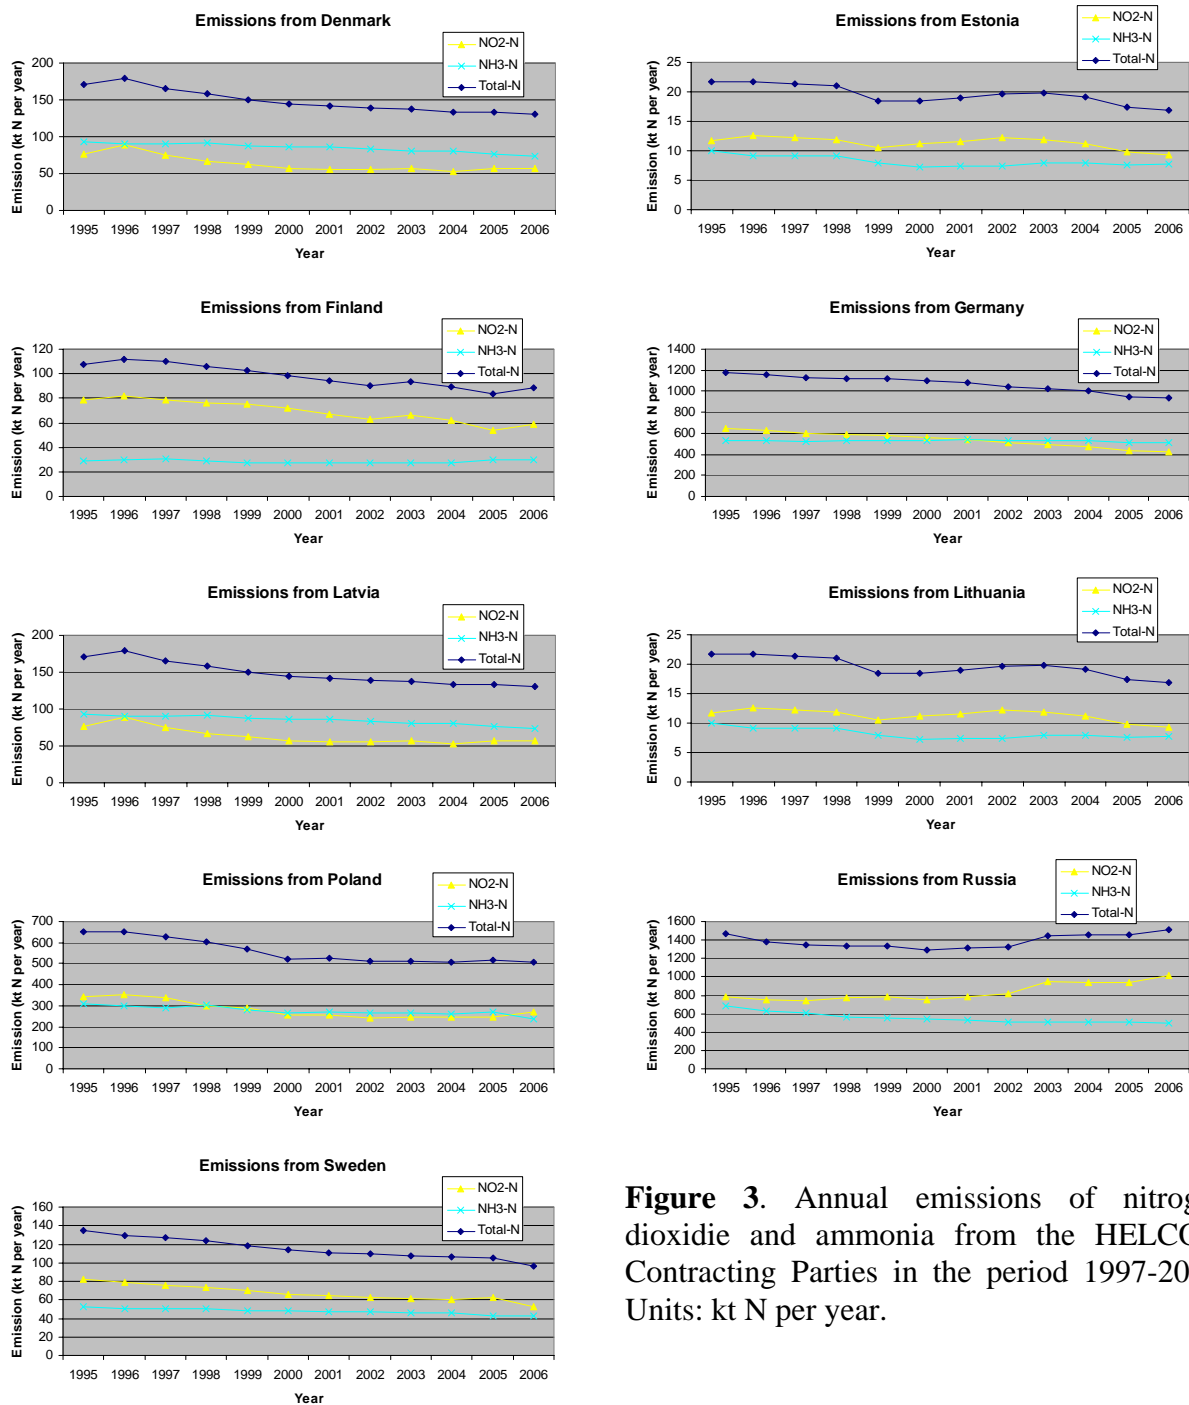 Emissions from Denmark
NO2-N
NH3-N
Total-N
Emission (kt N per year)
200
150
100
50
0
1995 1996 1997 1998 1999 2000 2001 2002 2003 2004 2005 2006
Year
Emissions from Estonia
NO2-N
NH3-N
Total-N
Emission (kt N per year)
25
20
15
10
5
0
1995 1996 1997 1998 1999 2000 2001 2002 2003 2004 2005 2006
Year
Emissions from Finland
NO2-N
NH3-N
Total-N
Emission (kt N per year)
120
100
80
60
40
20
0
1995 1996 1997 1998 1999 2000 2001 2002 2003 2004 2005 2006
Year
Emissions from Germany
NO2-N
NH3-N
Total-N
Emission (kt N per year)
1400
1200
1000
800
600
400
200
0
1995 1996 1997 1998 1999 2000 2001 2002 2003 2004 2005 2006
Year
Emissions from Latvia
NO2-N
NH3-N
Total-N
Emission (kt N per year)
200
150
100
50
0
1995 1996 1997 1998 1999 2000 2001 2002 2003 2004 2005 2006
Year
Emissions from Lithuania
NO2-N
NH3-N
Total-N
Emission (kt N per year)
25
20
15
10
5
0
1995 1996 1997 1998 1999 2000 2001 2002 2003 2004 2005 2006
Year
Emissions from Poland
NO2-N
NH3-N
Total-N
Emission (kt N per year)
700
600
500
400
300
200
100
0
1995 1996 1997 1998 1999 2000 2001 2002 2003 2004 2005 2006
Year
Emissions from Russia
NO2-N
NH3-N
Total-N
Emission (kt N per year)
1600
1400
1200
1000
800
600
400
200
0
1995 1996 1997 1998 1999 2000 2001 2002 2003 2004 2005 2006
Year
Emissions from Sweden
NO2-N
NH3-N
Total-N
Emission (kt N per year)
160
140
120
100
80
60
40
20
0
1995 1996 1997 1998 1999 2000 2001 2002 2003 2004 2005 2006
Year
Figure 3. Annual emissions of nitrog
dioxidie and ammonia from the HELCO
Contracting Parties in the period 1997-20
Units: kt N per year.